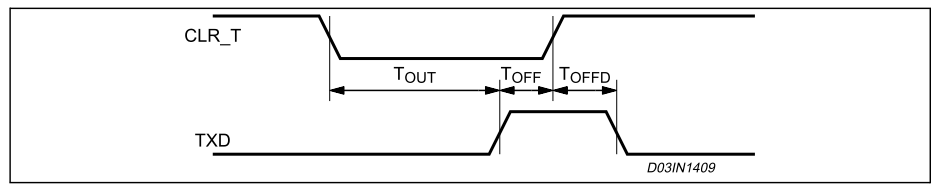 CLR_T
TOUT TOFF TOFFD
TXD
D03IN1409